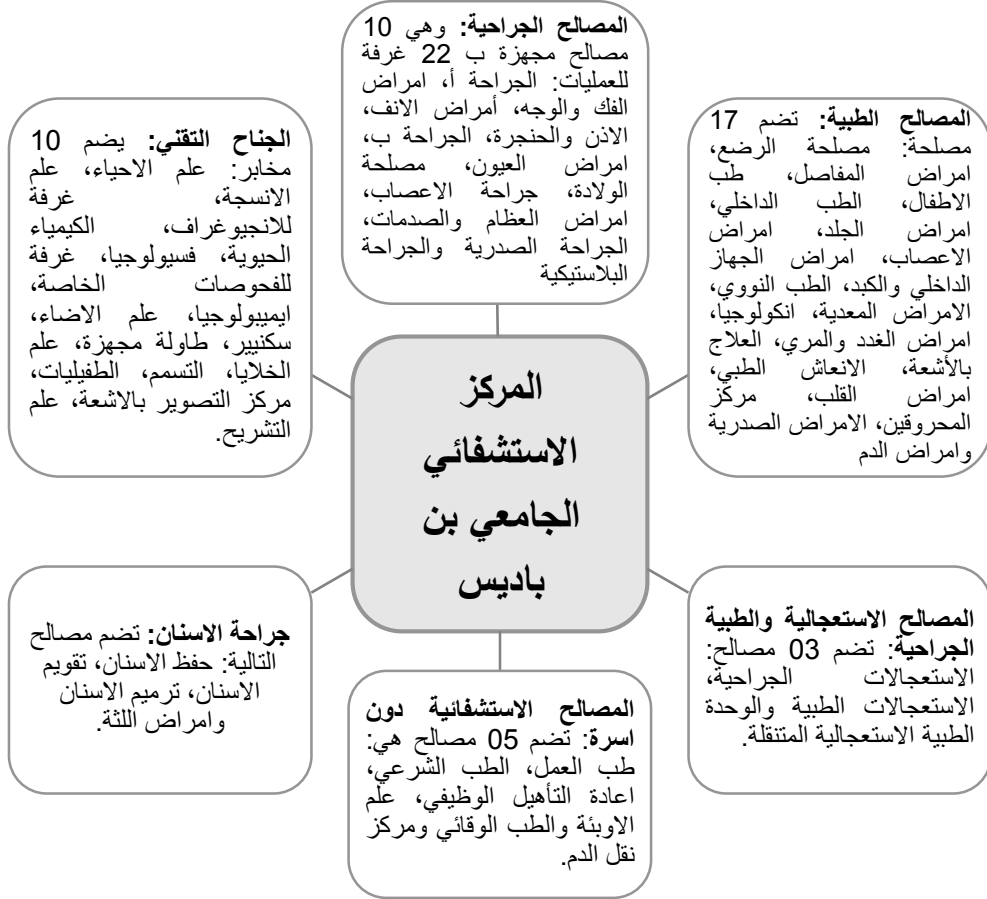 المصالح الجراحية: وهي 10
مصالح مجهزة ب 22 غرفة
للعمليات: الجراحة أ، امراض
الفك والوجه، أمراض الانف،
الاذن والحنجرة، الجراحة ب،
امراض العيون، مصلحة
الولادة، جراحة الاعصاب،
امراض العظام والصدمات،
الجراحة الصدرية والجراحة
البلاستيكية
المصالح الطبية: تضم 17
مصلحة: مصلحة الرضع،
امراض المفاصل، طب
الاطفال، الطب الداخلي،
امراض الجلد، امراض
الاعصاب، امراض الجهاز
الداخلي والكبد، الطب النووي،
الامراض المعدية، انكولوجيا،
امراض الغدد والمري، العلاج
بالأشعة، الانعاش الطبي،
امراض القلب، مركز
المحروقين، الامراض الصدرية
وامراض الدم
الجناح التقني: يضم 10
مخابر: علم الاحياء، علم
الانسجة، غرفة
للانجيوغراف، الكيمياء
الحيوية، فسيولوجيا، غرفة
للفحوصات الخاصة،
ايميبولوجيا، علم الاضاء،
سكنيير، طاولة مجهزة، علم
الخلايا، التسمم، الطفيليات،
مركز التصوير بالاشعة، علم
التشريح.
المركز
الاستشفائي
الجامعي بن
باديس
المصالح الاستعجالية والطبية
الجراحية: تضم 03 مصالح:
الاستعجالات الجراحية،
الاستعجالات الطبية والوحدة
الطبية الاستعجالية المتنقلة.
جراحة الاسنان: تضم مصالح
التالية: حفظ الاسنان، تقويم
الاسنان، ترميم الاسنان
وامراض اللثة.
المصالح الاستشفائية دون
اسرة: تضم 05 مصالح هي:
طب العمل، الطب الشرعي،
اعادة التأهيل الوظيفي، علم
الاوبئة والطب الوقائي ومركز
نقل الدم.